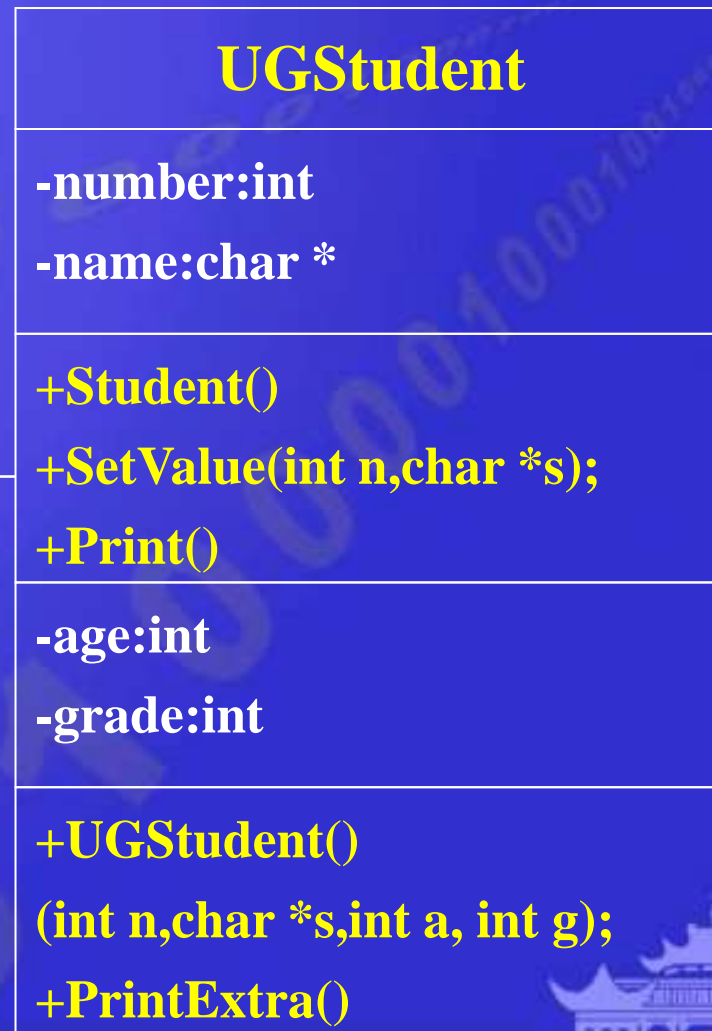 UGStudent
-number:int
-name:char *
+Student()
+SetValue(int n,char *s);
+Print()
-age:int
-grade:int
+UGStudent()
(int n,char *s,int a, int g);
+PrintExtra()